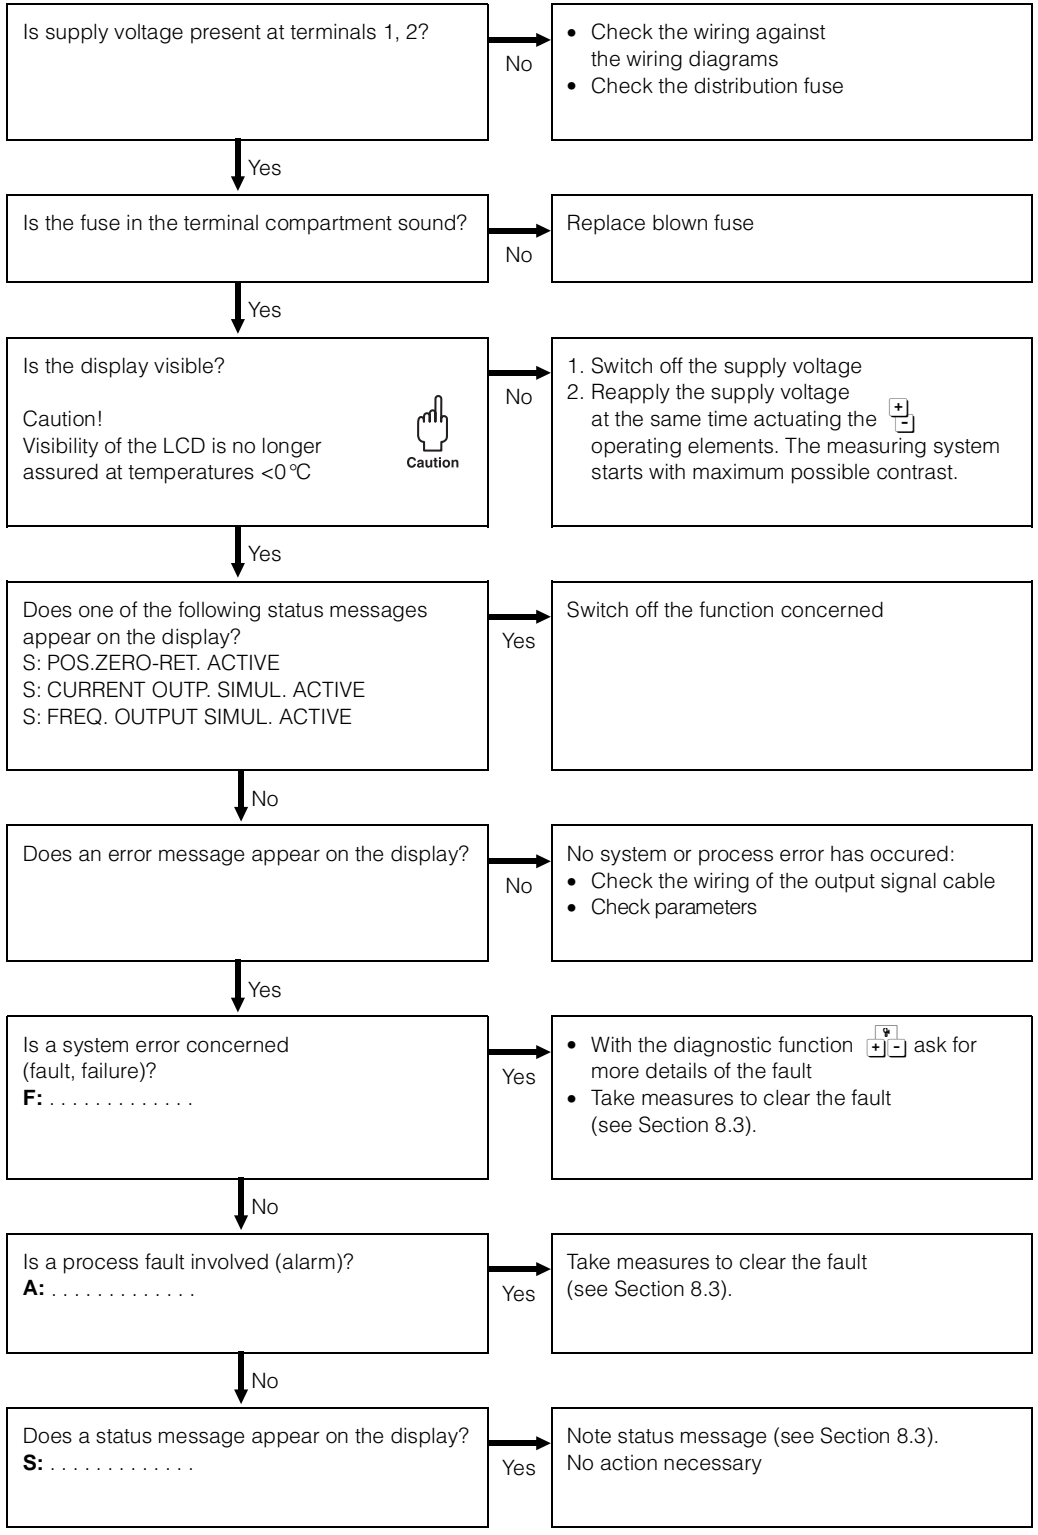 Is supply voltage present at terminals 1, 2?
No
• Check the wiring against
the wiring diagrams
• Check the distribution fuse
Yes
Is the fuse in the terminal compartment sound?
No
Replace blown fuse
Yes
Is the display visible?
Caution!
Visibility of the LCD is no longer
assured at temperatures <0°C
Caution
No
1. Switch off the supply voltage
2. Reapply the supply voltage
at the same time actuating the + -
operating elements. The measuring system
starts with maximum possible contrast.
Yes
Does one of the following status messages
appear on the display?
S: POS.ZERO-RET. ACTIVE
S: CURRENT OUTP. SIMUL. ACTIVE
S: FREQ. OUTPUT SIMUL. ACTIVE
Yes
Switch off the function concerned
No
Does an error message appear on the display?
No
No system or process error has occured:
• Check the wiring of the output signal cable
• Check parameters
Yes
Is a system error concerned
(fault, failure)?
F: . . . . . . . . . . . . .
Yes
• With the diagnostic function + - ask for
more details of the fault
• Take measures to clear the fault
(see Section 8.3).
No
Is a process fault involved (alarm)?
A: . . . . . . . . . . . . .
Yes
Take measures to clear the fault
(see Section 8.3).
No
Does a status message appear on the display?
S: . . . . . . . . . . . . .
Yes
Note status message (see Section 8.3).
No action necessary